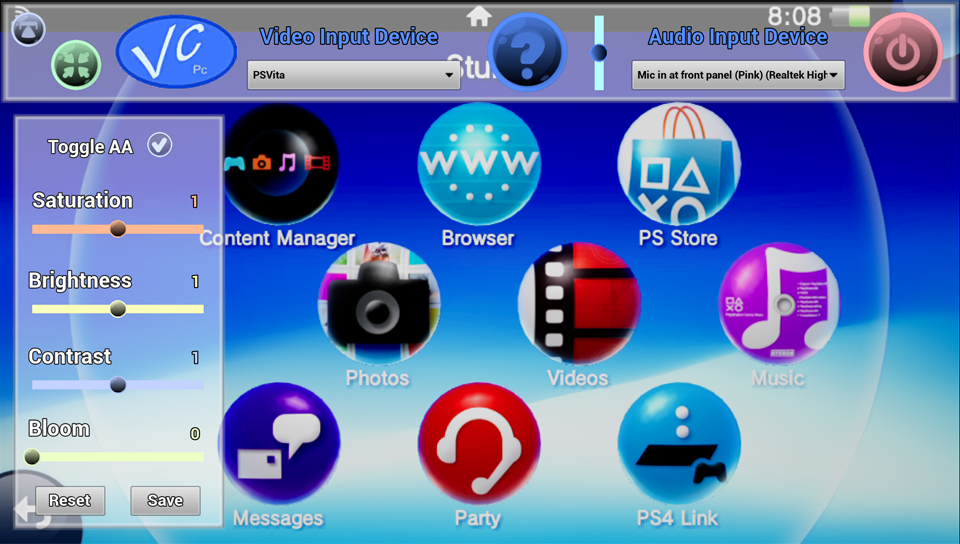 8:08
VC Pc
Video Input Device
?
Audio Input Device
PSVita
Stu
Mic in at front panel (Pink) (Realtek High
Toggle AA
Saturation 1
www
Content Manager
Browser
PS Store
Brightness 1
Contrast 1
Photos
Videos
Music
Bloom 0
Reset
Save
Messages
Party
PS4 Link